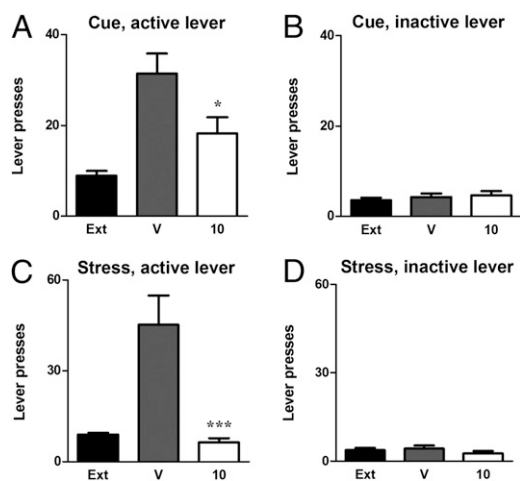 A
Cue, active lever
Lever presses
40
20
0
*
Ext V 10
B
Cue, inactive lever
Lever presses
40
20
0
Ext V 10
C
Stress, active lever
Lever presses
60
30
0
***
Ext V 10
D
Stress, inactive lever
Lever presses
60
30
0
Ext V 10